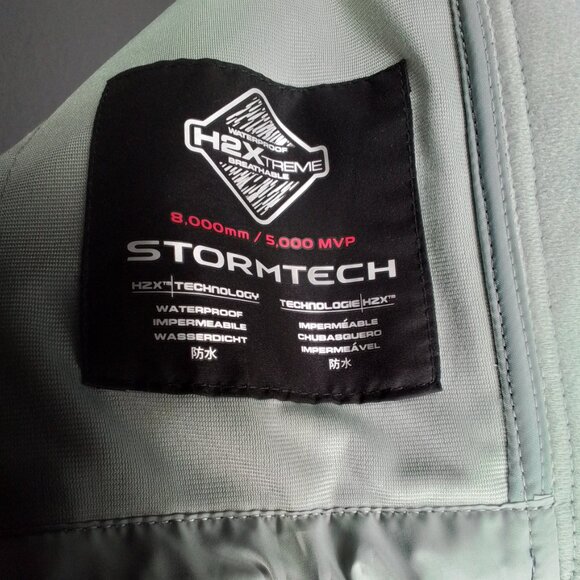 WATERPROOF
H2XTREME
BREATHABLE
8,000mm / 5,000 MVP
STORMTECH
H2X™ TECHNOLOGY
WATERPROOF
IMPERMEABILE
WASSERDICHT
防水
TECHNOLOGIE H2X™
IMPERMÉABLE
CHUBASQUERO
IMPERMEÁVEL
防水